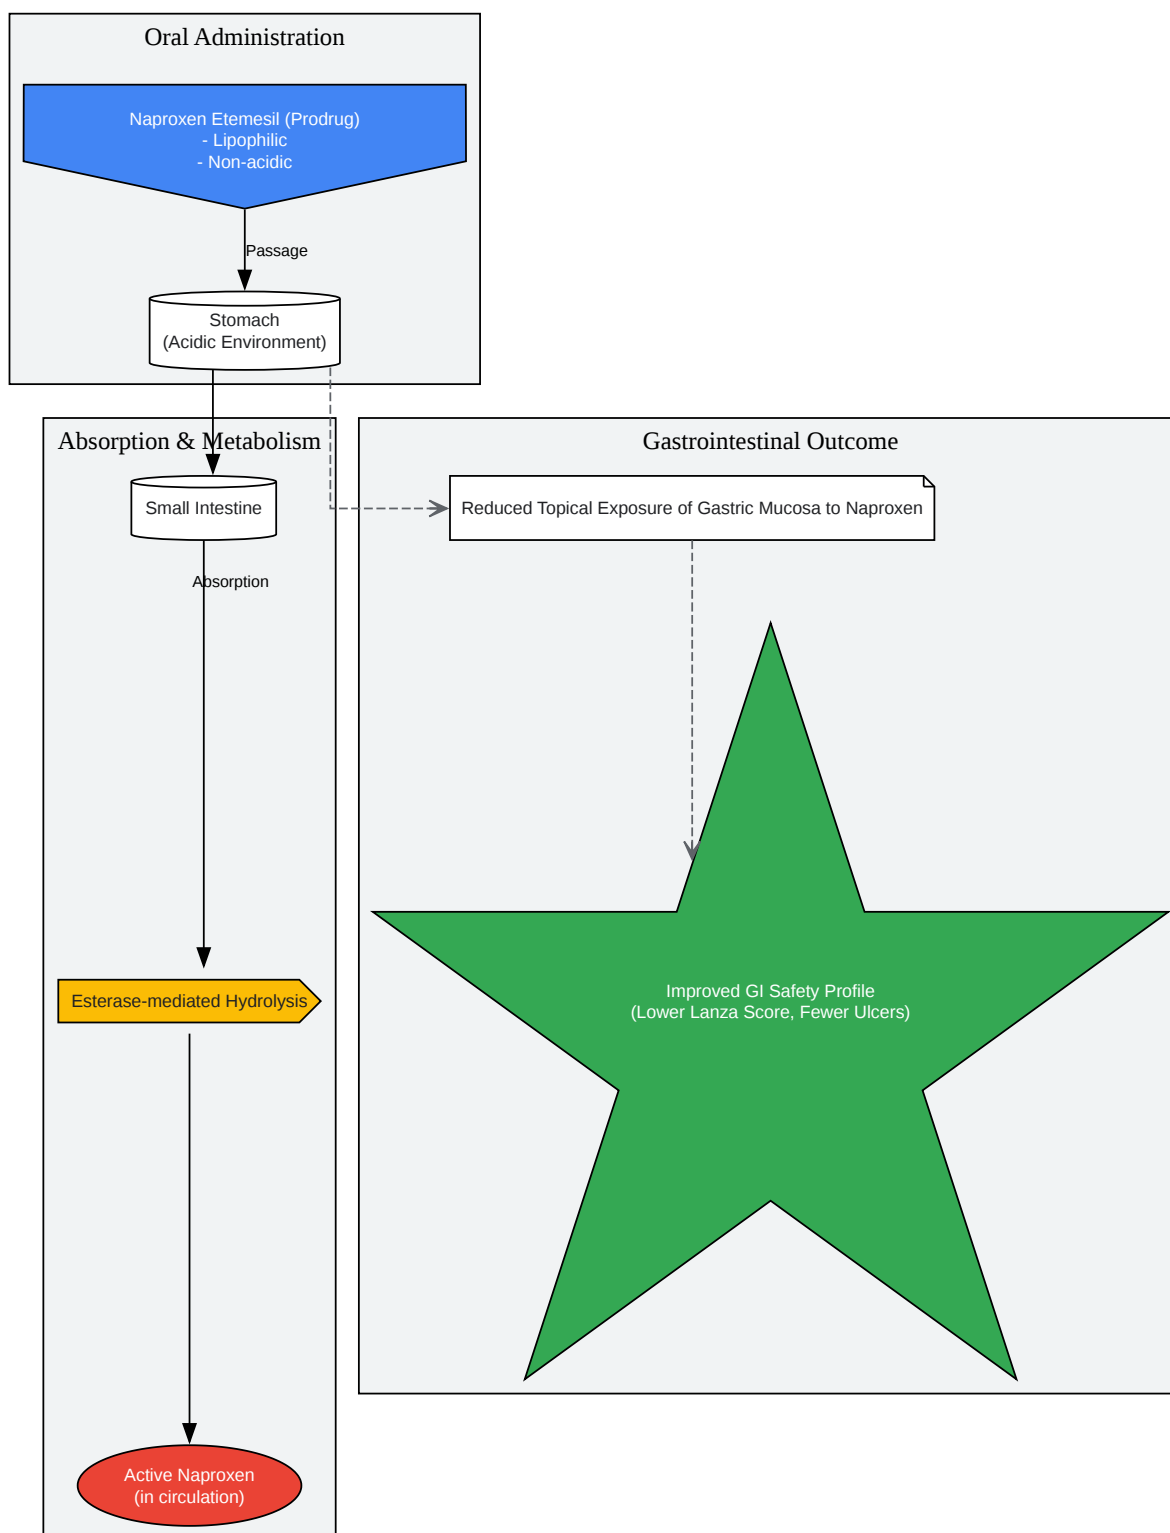 Oral Administration
Naproxen Etemesil (Prodrug)
- Lipophilic
- Non-acidic
Passage
Stomach
(Acidic Environment)
Absorption & Metabolism
Small Intestine
Absorption
Esterase-mediated Hydrolysis
Active Naproxen
(in circulation)
Gastrointestinal Outcome
Reduced Topical Exposure of Gastric Mucosa to Naproxen
Improved GI Safety Profile
(Lower Lanza Score, Fewer Ulcers)